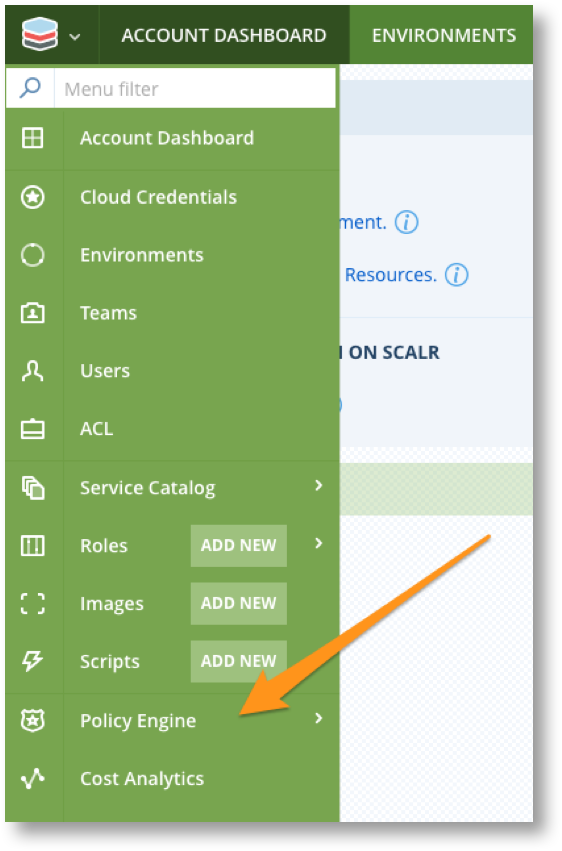 ACCOUNT DASHBOARD ENVIRONMENTS
Menu filter
Account Dashboard
Cloud Credentials
Environments
ment.
Resources.
Teams
ON SCALR
Users
ACL
Service Catalog
Roles ADD NEW
Images ADD NEW
Scripts ADD NEW
Policy Engine
Cost Analytics